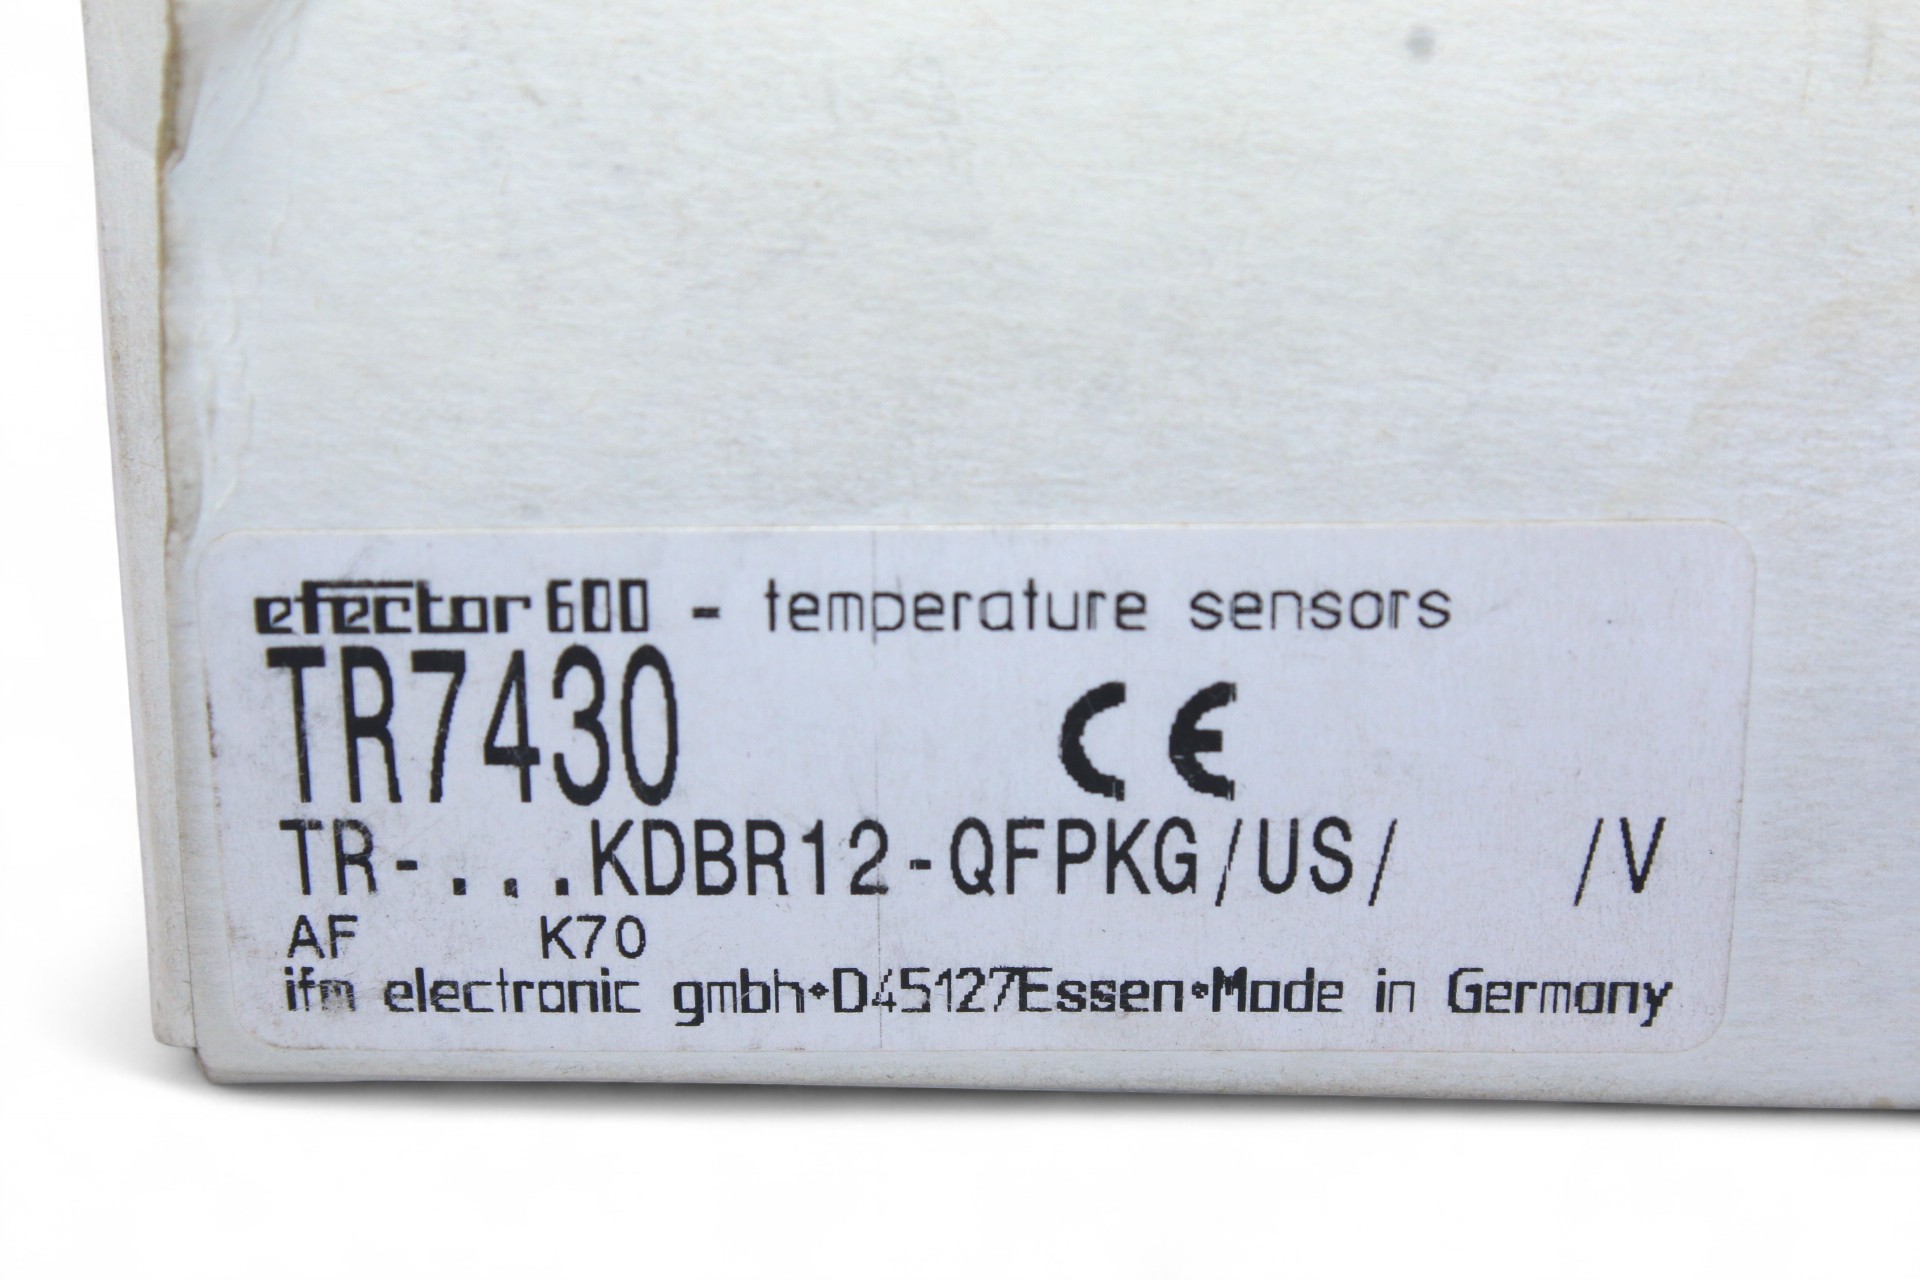 efector600 - temperature sensors
TR7430 CE
TR-...KDBR12-QFPKG/US/ /V
AF K70
ifm electronic gmbh•D45127Essen•Made in Germany